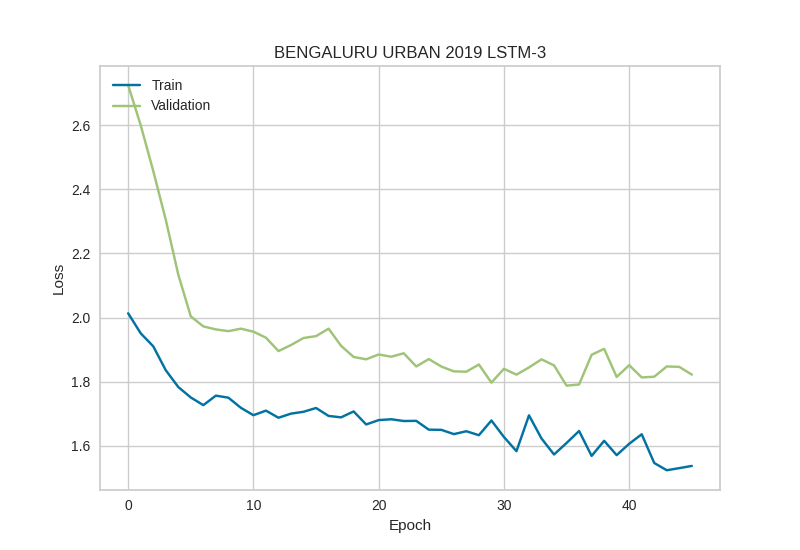 BENGALURU URBAN 2019 LSTM-3
Train
Validation
2.6
2.4
2.2
2.0
1.8
1.6
Loss
0 10 20 30 40
Epoch